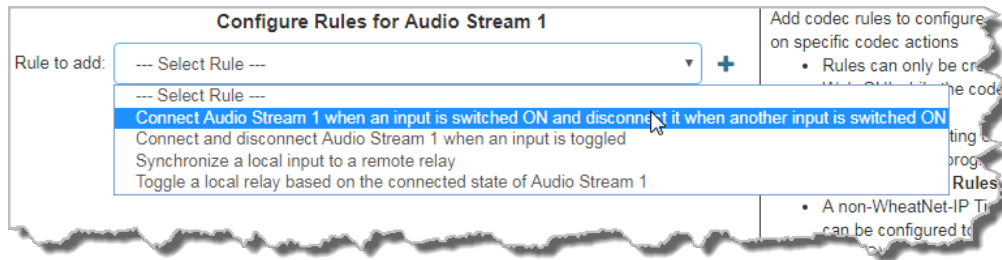 Configure Rules for Audio Stream 1
Rule to add:
--- Select Rule ---
--- Select Rule ---
Connect Audio Stream 1 when an input is switched ON and disconnect it when another input is switched ON
Connect and disconnect Audio Stream 1 when an input is toggled
Synchronize a local input to a remote relay
Toggle a local relay based on the connected state of Audio Stream 1
Add codec rules to configure
on specific codec actions
• Rules can only be
the code
Rules
• A non-WheatNet-IP
can be configured to